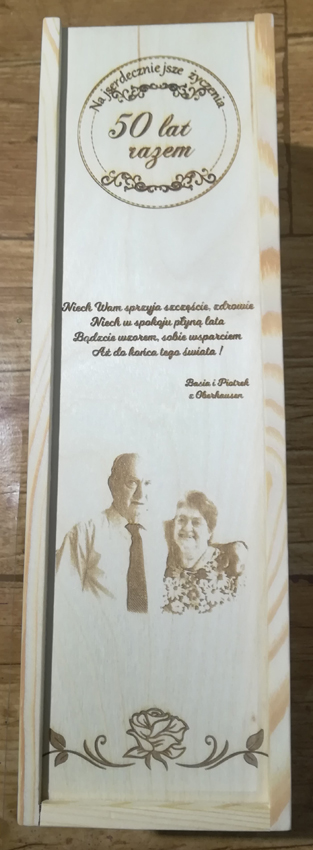 Najserdeczniejsze życzenia
50 lat
razem
Niech Wam sprzyja szczęście, zdrowie
Niech w spokoju płyną lata
Bądźcie wzorem, sobie wsparciem
Aż do końca tego świata !
Basia i Piotrek
z Oberhausen